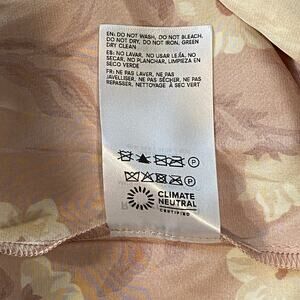 EN: DO NOT WASH, DO NOT BLEACH,
DO NOT DRY, DO NOT IRON, GREEN
DRY CLEAN
ES: NO LAVAR, NO USAR LEJÍA, NO
SECAR, NO PLANCHAR, LIMPIEZA EN
SECO VERDE
FR: NE PAS LAVER, NE PAS
JAVELLISER, NE PAS SÉCHER, NE PAS
REPASSER, NETTOYAGE À SEC VERT
P
P
CLIMATE
NEUTRAL
CERTIFIED